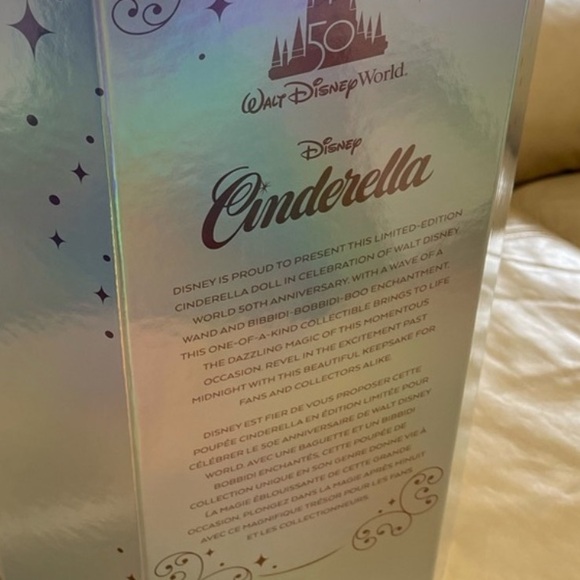 50
Walt Disney World.
Disney
Cinderella
DISNEY IS PROUD TO PRESENT THIS LIMITED-EDITION
CINDERELLA DOLL IN CELEBRATION OF WALT DISNEY
WORLD 50TH ANNIVERSARY. WITH A WAVE OF A
WAND AND BIBBIDI-BOBBIDI-BOO ENCHANTMENT,
THIS ONE-OF-A-KIND COLLECTIBLE BRINGS TO LIFE
THE DAZZLING MAGIC OF THIS MOMENTOUS
OCCASION. REVEL IN THE EXCITEMENT PAST
MIDNIGHT WITH THIS BEAUTIFUL KEEPSAKE FOR
FANS AND COLLECTORS ALIKE.
DISNEY EST FIER DE VOUS PROPOSER CETTE
POUPÉE CINDERELLA EN ÉDITION LIMITÉE POUR
CÉLÉBRER LE 50E ANNIVERSAIRE DE WALT DISNEY
WORLD. AVEC UNE BAGUETTE ET UN BIBBIDI
BOBBIDI ENCHANTÉS, CETTE POUPÉE DE
COLLECTION UNIQUE EN SON GENRE DONNE VIE À
LA MAGIE ÉBLOUISSANTE DE CETTE GRANDE
OCCASION. PLONGEZ DANS LA MAGIE APRÈS MINUIT
AVEC CE MAGNIFIQUE TRÉSOR POUR LES FANS
ET LES COLLECTIONNEURS.